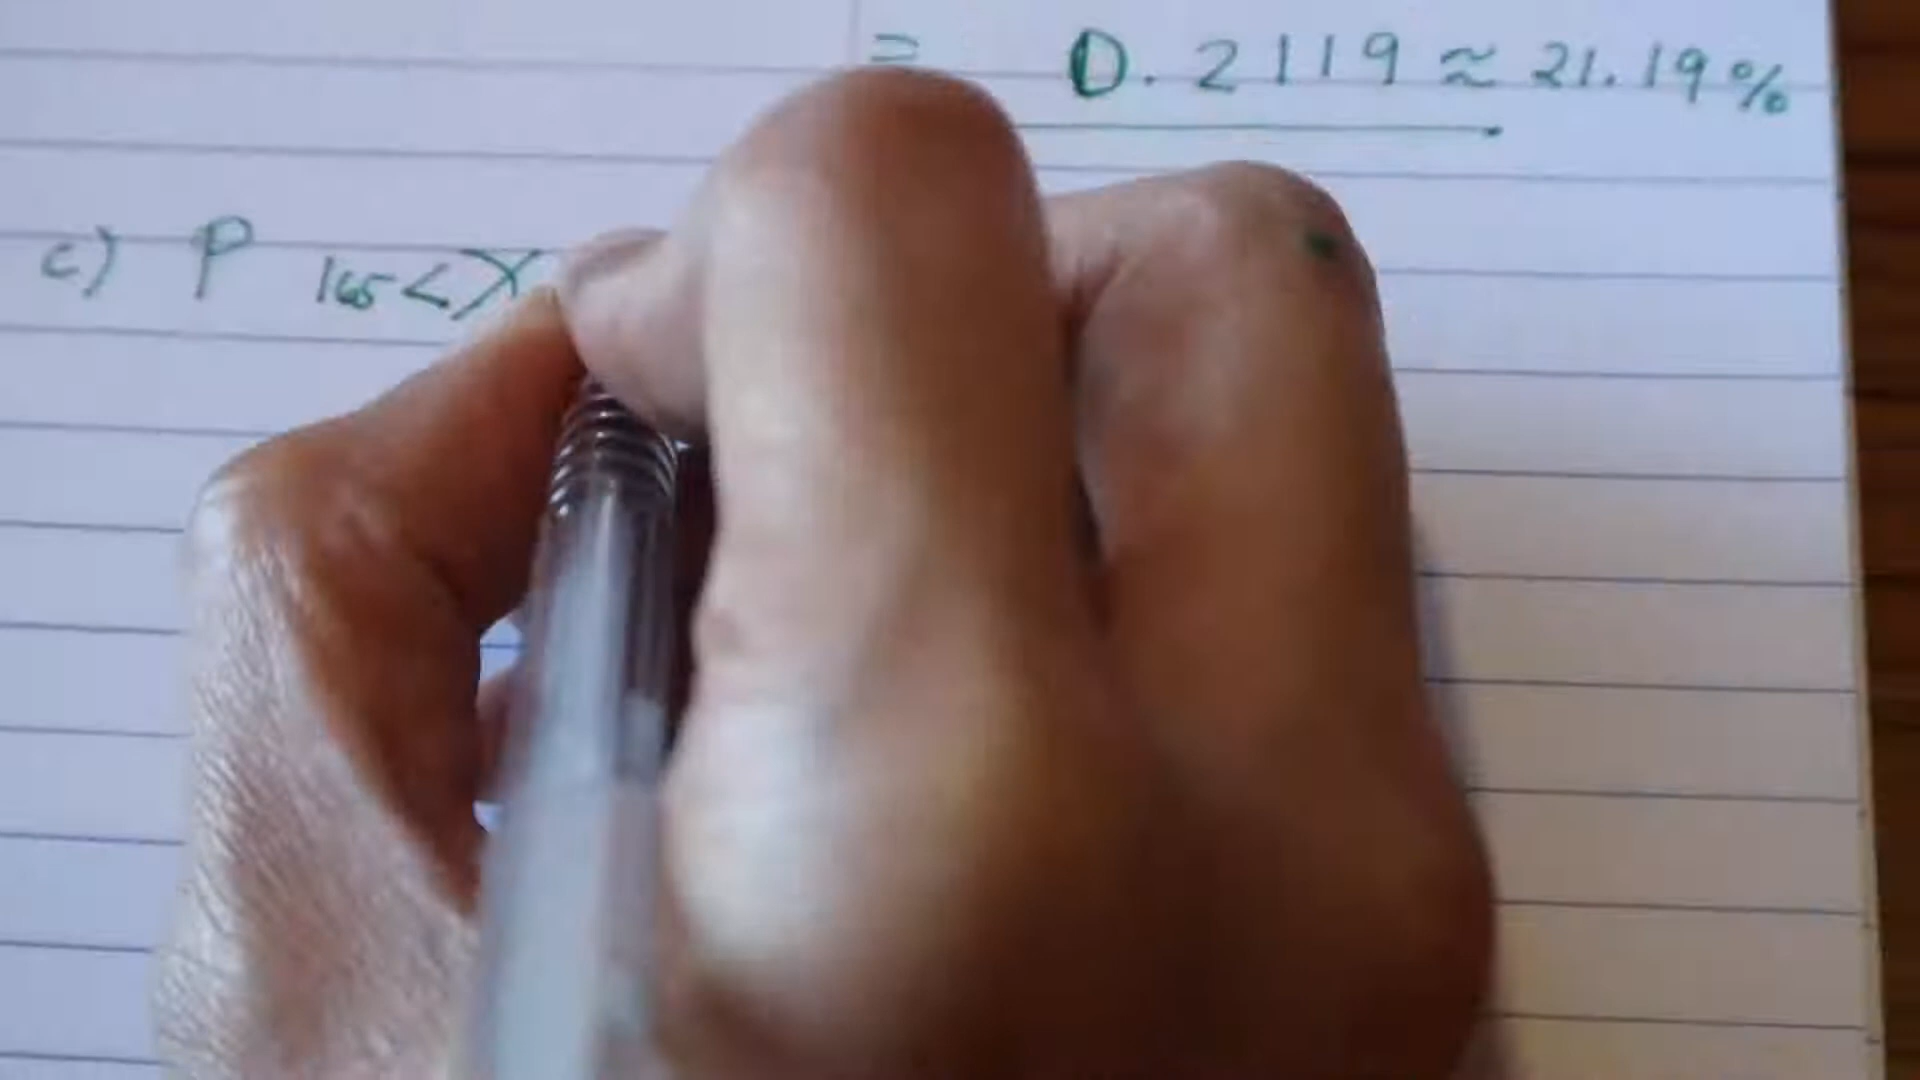 = 0.2119 ≈ 21.19%
c) P 165<X